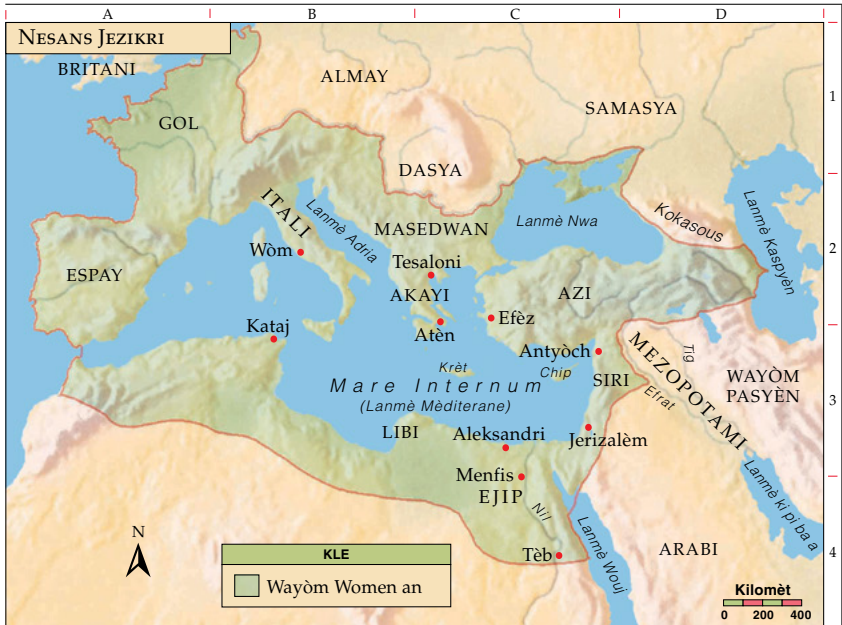 A
B
C
D
NESANS JEZIKRI
BRITANI
ALMAY
1
SAMASYA
GOL
DASYA
ITALI
Lanmè Adria
MASEDWAN
Lanmè Nwa
Kokasous
Lanmè Kaspyèn
2
Wòm
Tesaloni
ESPAY
AKAYI
AZI
Efèz
Kataj
Atèn
Antyòch
MEZOPOTAMI
Tig
Krèt
Chip
SIRI
WAYÒM
PASYÈN
Mare Internum
(Lanmè Mèditerane)
Efrat
3
LIBI
Aleksandri
Jerizalèm
Menfis
EJIP
Nil
Lanmè Wouj
Lanmè ki pi ba a
N
KLE
Wayòm Women an
Tèb
ARABI
4
Kilomèt
0 200 400